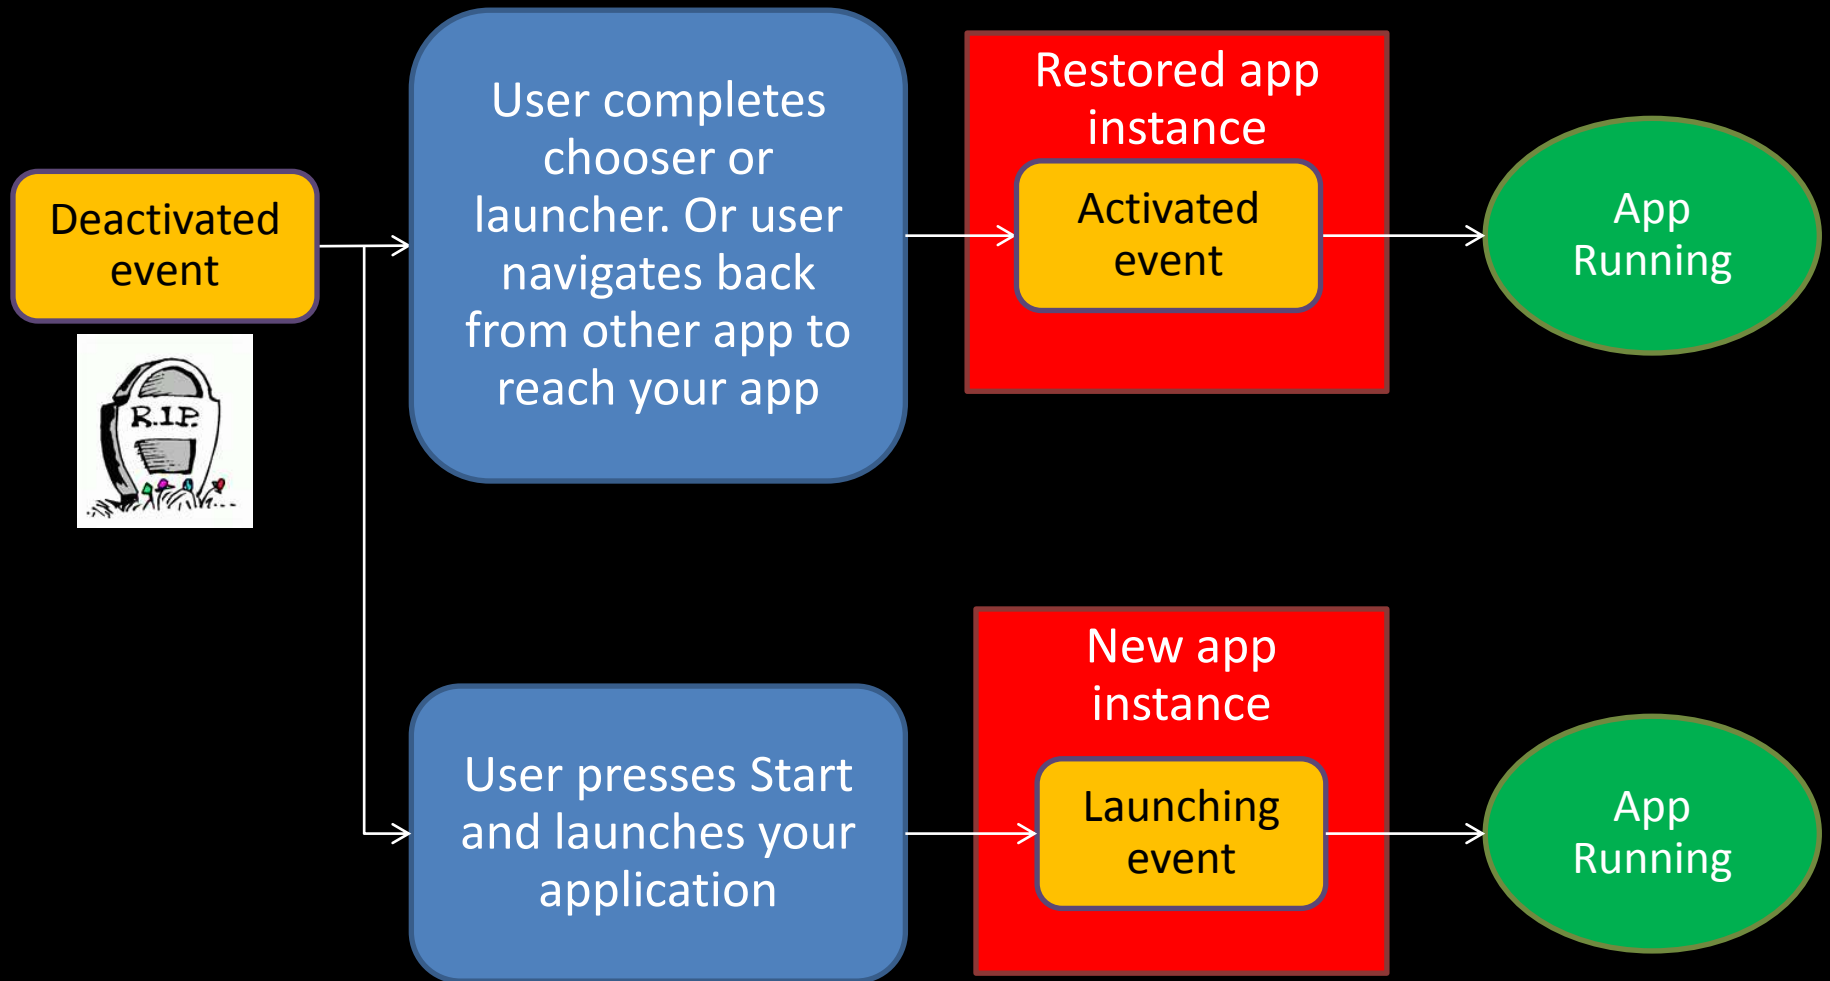 Deactivated
event
R.I.P.
User completes
chooser or
launcher. Or user
navigates back
from other app to
reach your app
Restored app
instance
Activated
event
App
Running
User presses Start
and launches your
application
New app
instance
Launching
event
App
Running